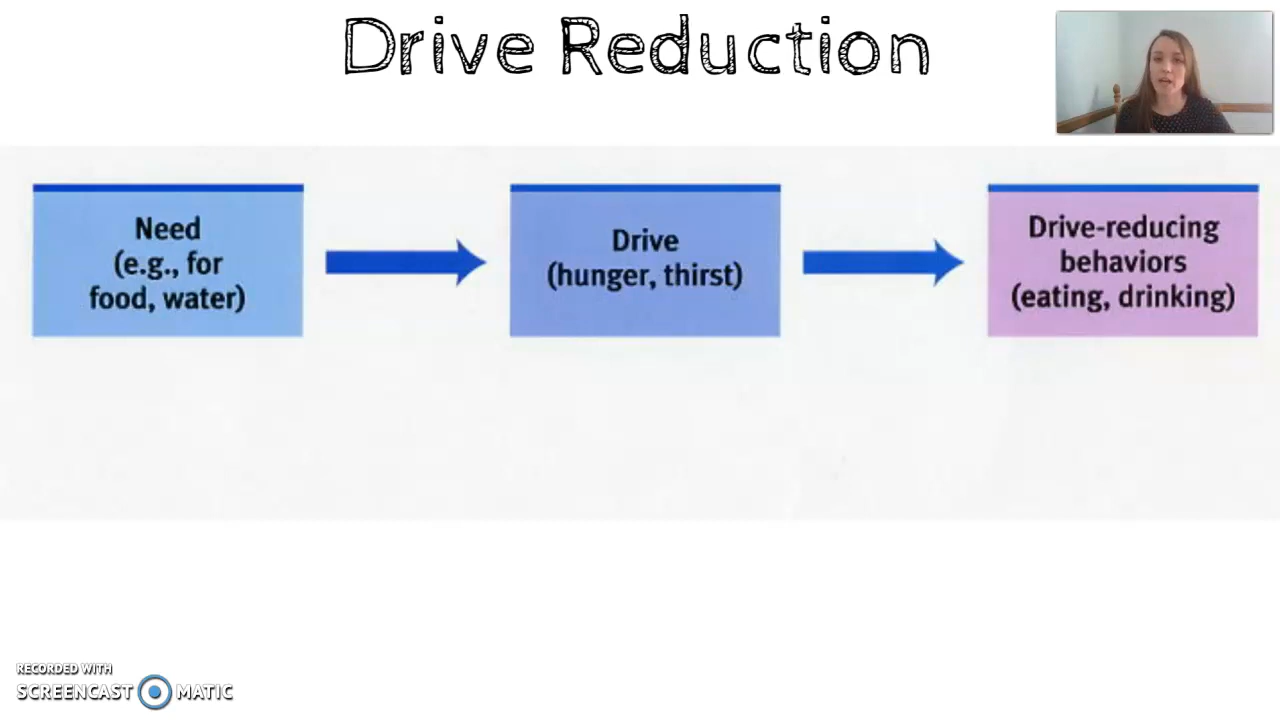 Drive Reduction
Need
(e.g., for
food, water)
Drive
(hunger, thirst)
Drive-reducing
behaviors
(eating, drinking)
RECORDED WITH
SCREENCAST MATIC